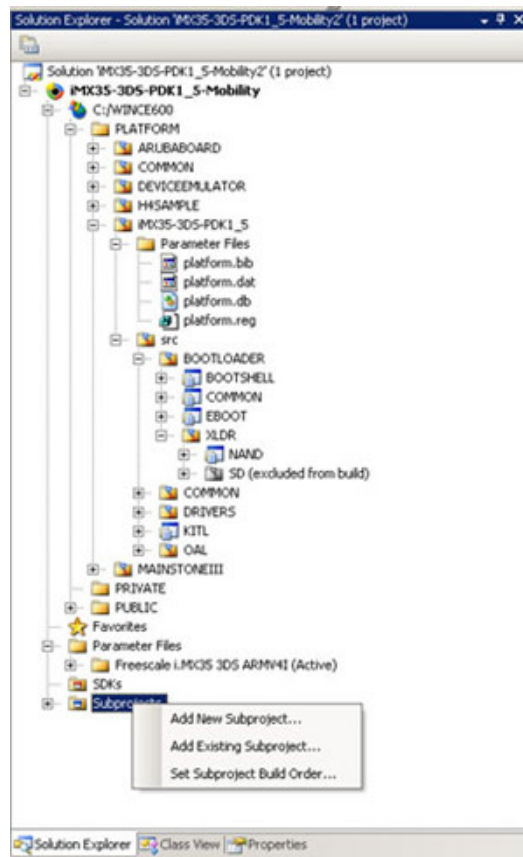 Solution Explorer - Solution 'iMX35-3DS-PDK1_5-Mobility2' (1 project)
Solution 'iMX35-3DS-PDK1_5-Mobility2' (1 project)
iMX35-3DS-PDK1_5-Mobility
C:/WINCE600
PLATFORM
ARUBABOARD
COMMON
DEVICEEMULATOR
H4SAMPLE
iMX35-3DS-PDK1_5
Parameter Files
platform.bib
platform.dat
platform.db
platform.reg
src
BOOTLOADER
BOOTSHELL
COMMON
EBOOT
XLDR
NAND
SD (excluded from build)
COMMON
DRIVERS
KITL
OAL
MAINSTONEIII
PRIVATE
PUBLIC
Favorites
Parameter Files
Freescale i.MX35 3DS ARMV4I (Active)
SDKs
Subprojects
Add New Subproject...
Add Existing Subproject...
Set Subproject Build Order...
Solution Explorer Class View Properties